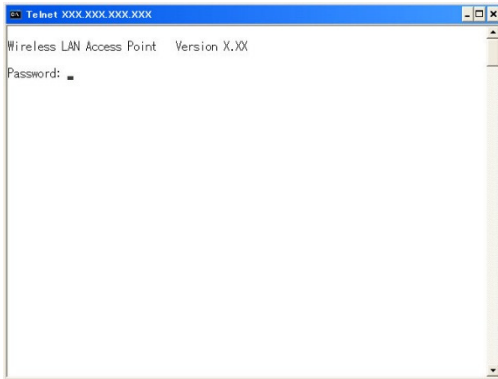 Telnet XXX.XXX.XXX.XXX
Wireless LAN Access Point Version X.XX
Password: